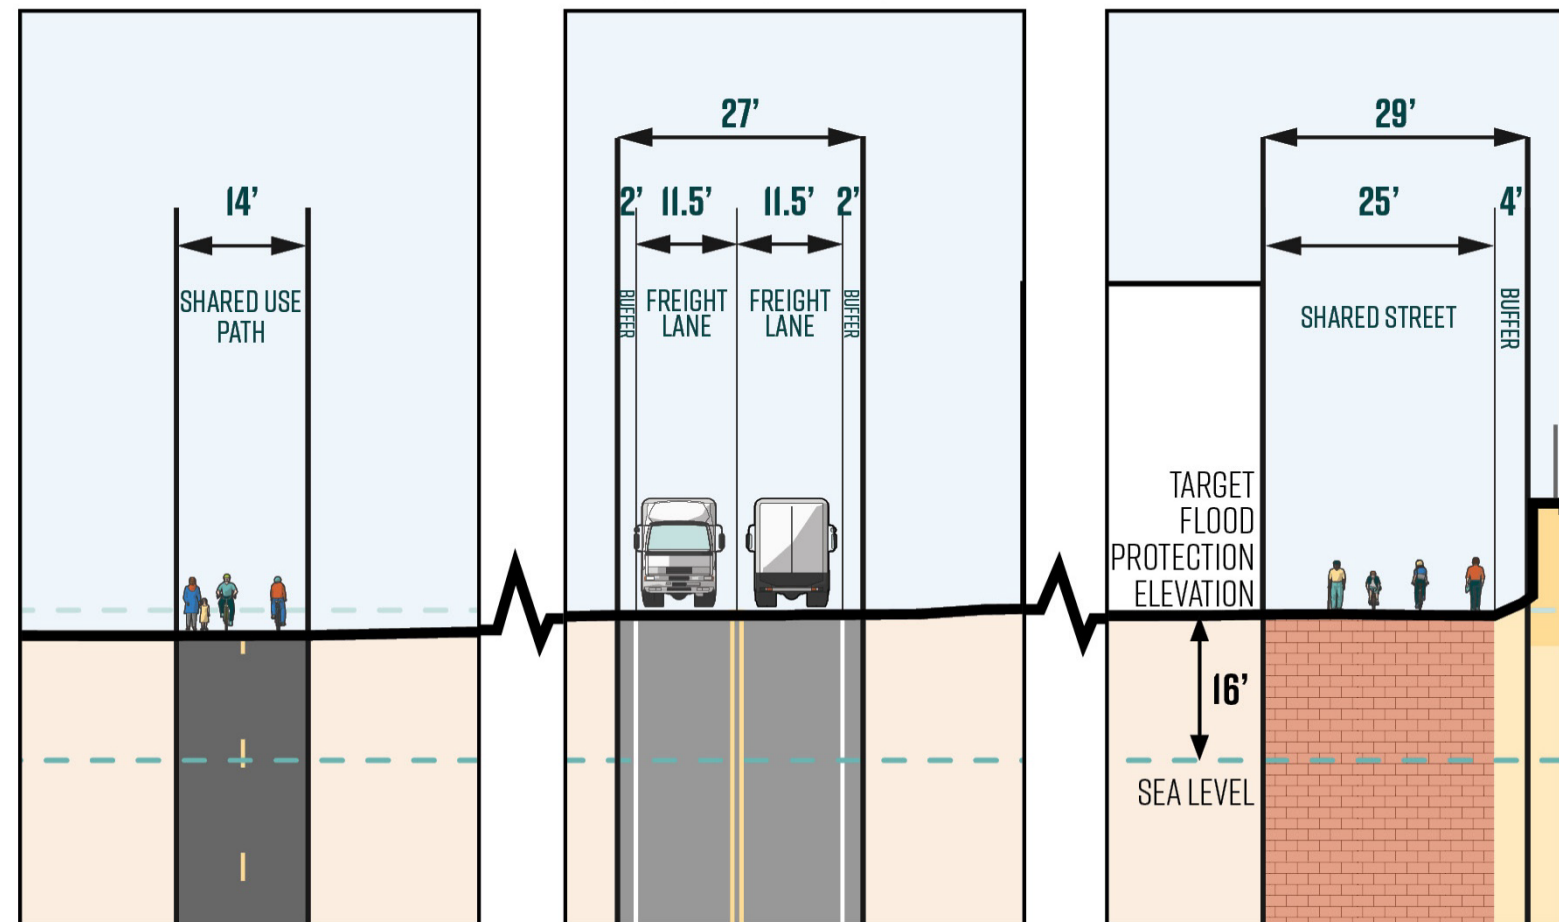 14’
SHARED USE
PATH
27’
2’ 11.5’ 11.5’ 2’
BUFFER
FREIGHT
LANE
FREIGHT
LANE
BUFFER
29’
25’ 4’
SHARED STREET
BUFFER
TARGET
FLOOD
PROTECTION
ELEVATION
16’
SEA LEVEL